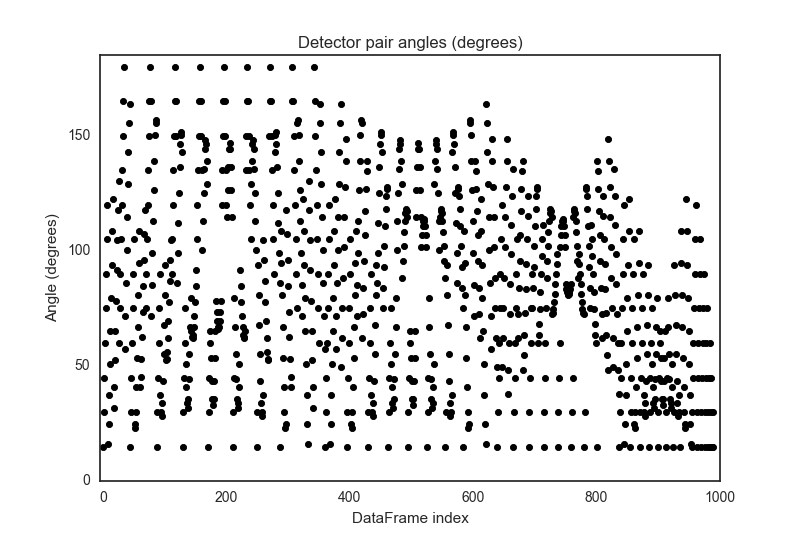 Detector pair angles (degrees)
150
100
50
0
Angle (degrees)
0 200 400 600 800 1000
DataFrame index